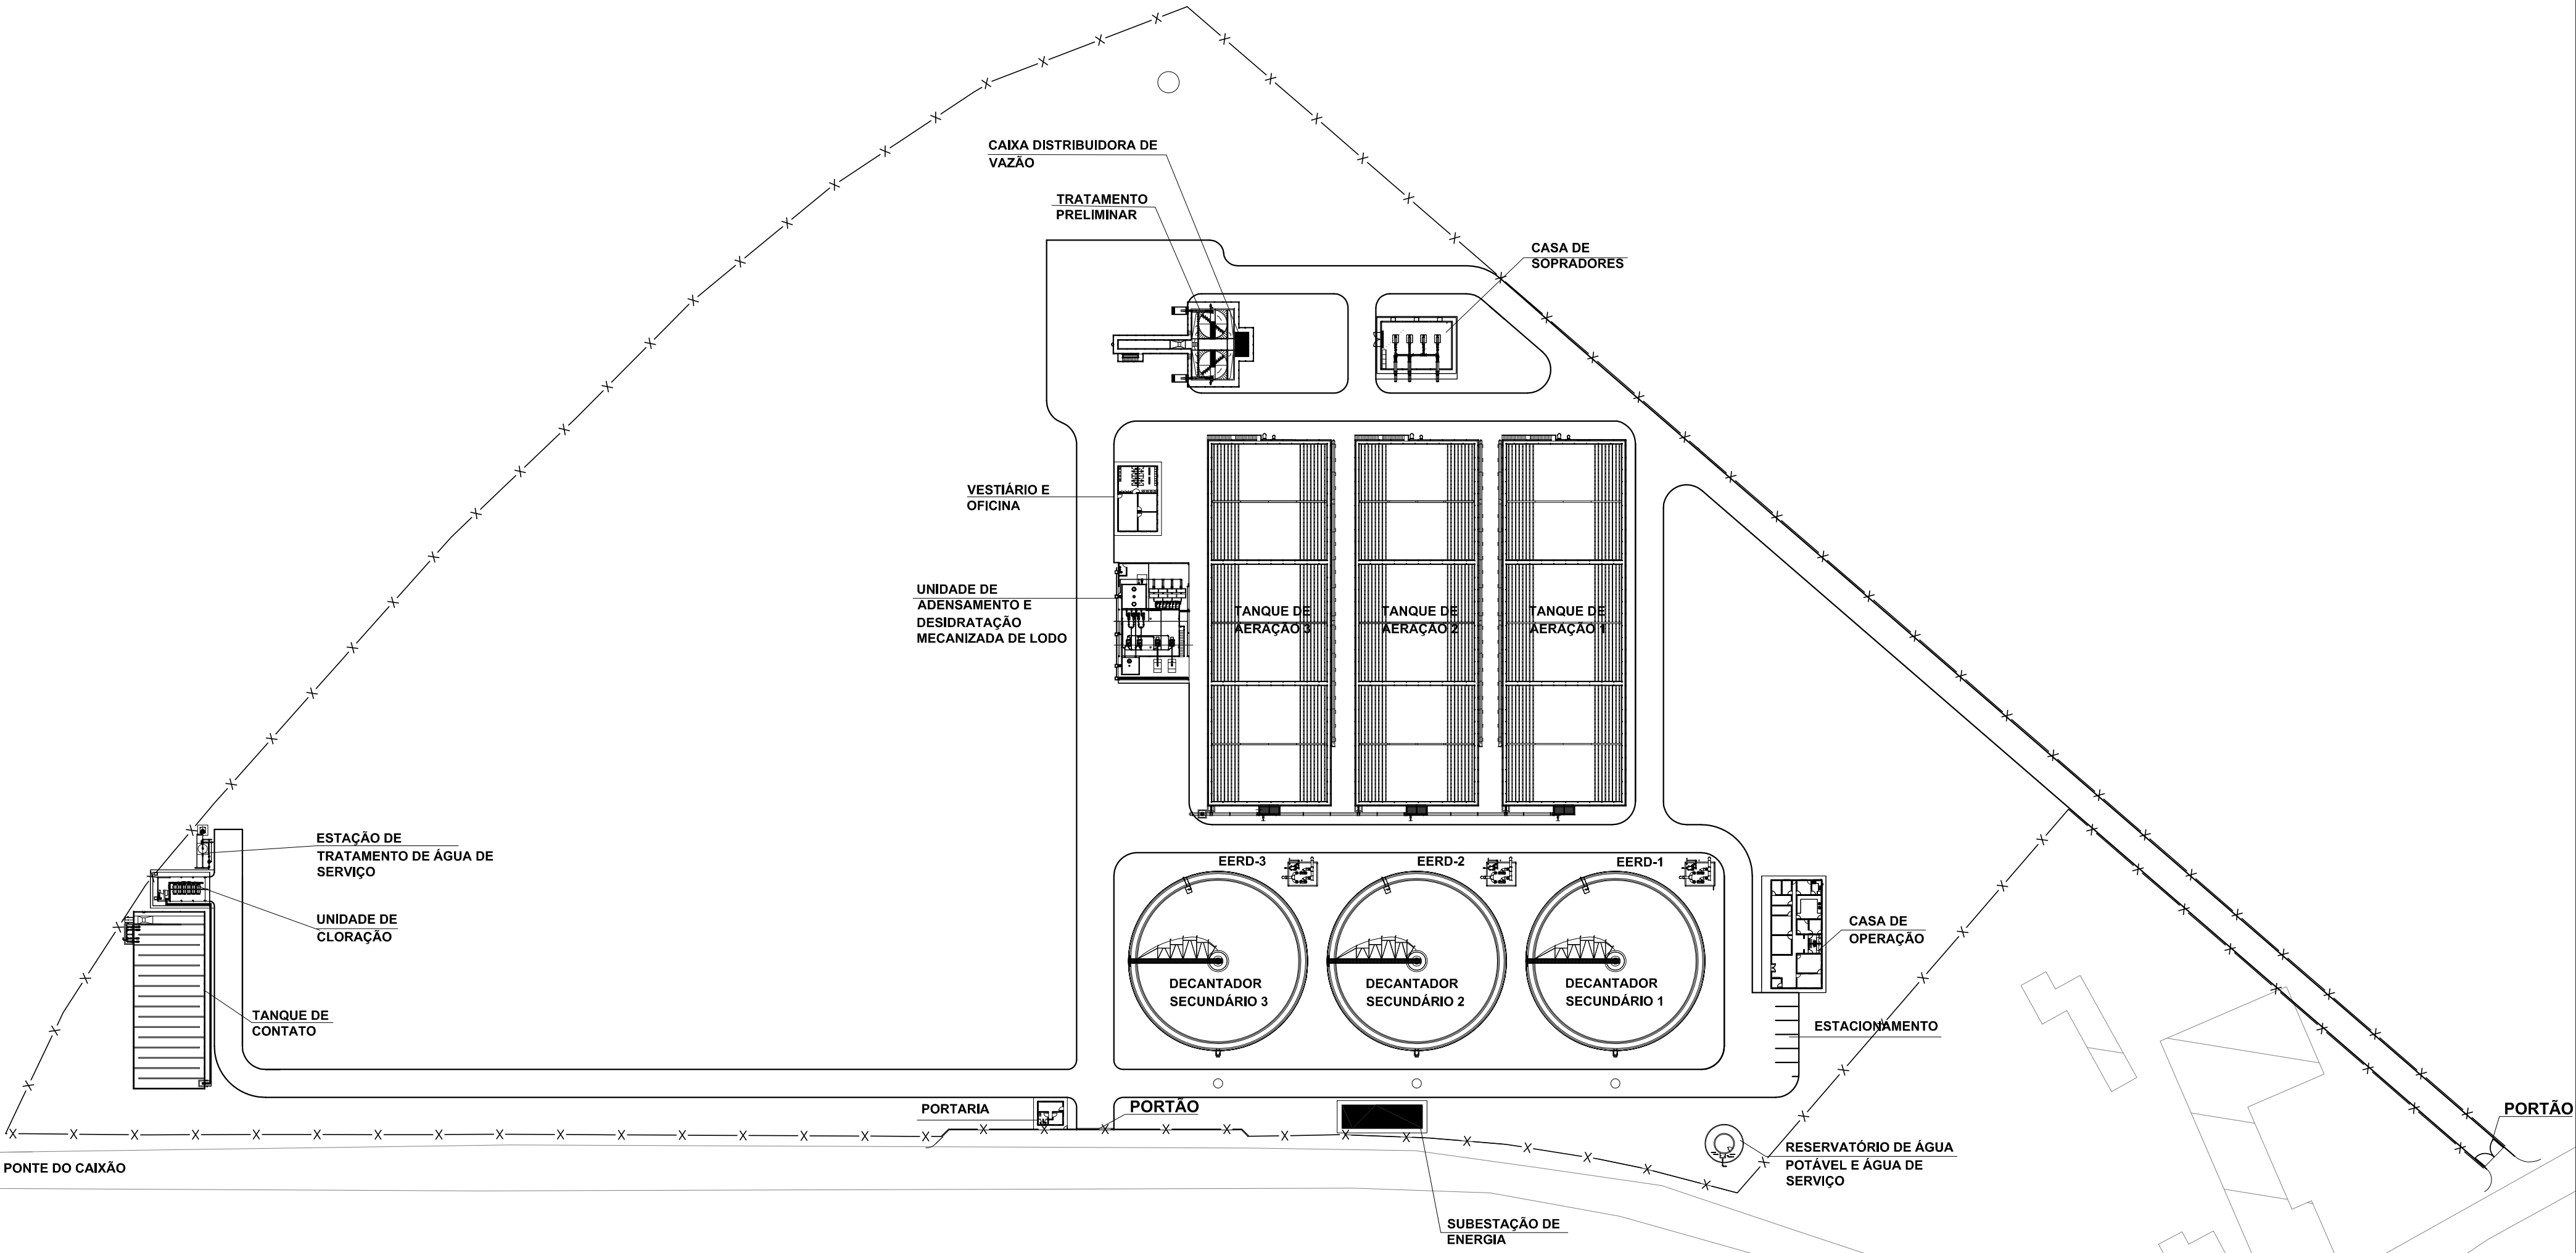 CAIXA DISTRIBUIDORA DE
VAZÃO
TRATAMENTO
PRELIMINAR
CASA DE
SOPRADORES
VESTIÁRIO E
OFICINA
UNIDADE DE
ADENSAMENTO E
DESIDRATAÇÃO
MECANIZADA DE LODO
TANQUE DE
AERAÇÃO 3
TANQUE DE
AERAÇÃO 2
TANQUE DE
AERAÇÃO 1
ESTAÇÃO DE
TRATAMENTO DE ÁGUA DE
SERVIÇO
UNIDADE DE
CLORAÇÃO
TANQUE DE
CONTATO
EERD-3
EERD-2
EERD-1
DECANTADOR
SECUNDÁRIO 3
DECANTADOR
SECUNDÁRIO 2
DECANTADOR
SECUNDÁRIO 1
CASA DE
OPERAÇÃO
ESTACIONAMENTO
PORTARIA
PORTÃO
PORTÃO
RESERVATÓRIO DE ÁGUA
POTÁVEL E ÁGUA DE
SERVIÇO
PONTE DO CAIXÃO
SUBESTAÇÃO DE
ENERGIA